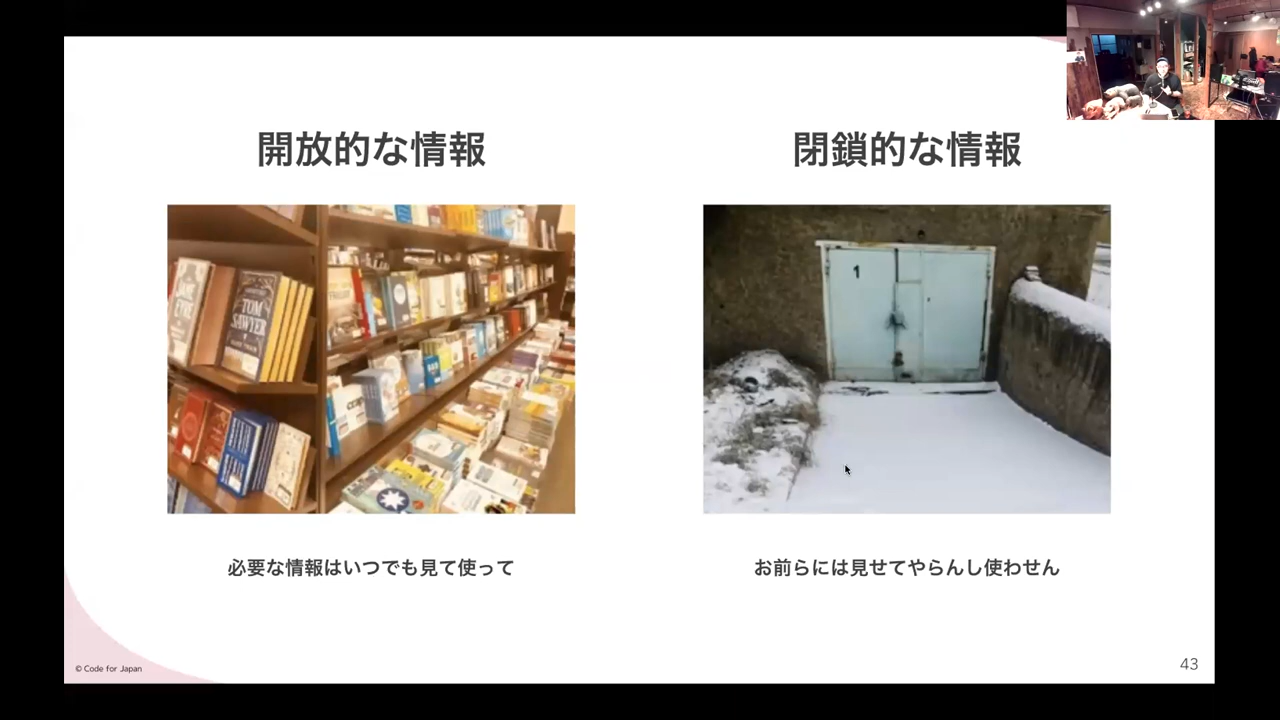 開放的な情報
閉鎖的な情報
JANE
EYRE
TOM
SAWYER
1
必要な情報はいつでも見て使って
お前らには見せてやらんし使わせん
© Code for Japan
43